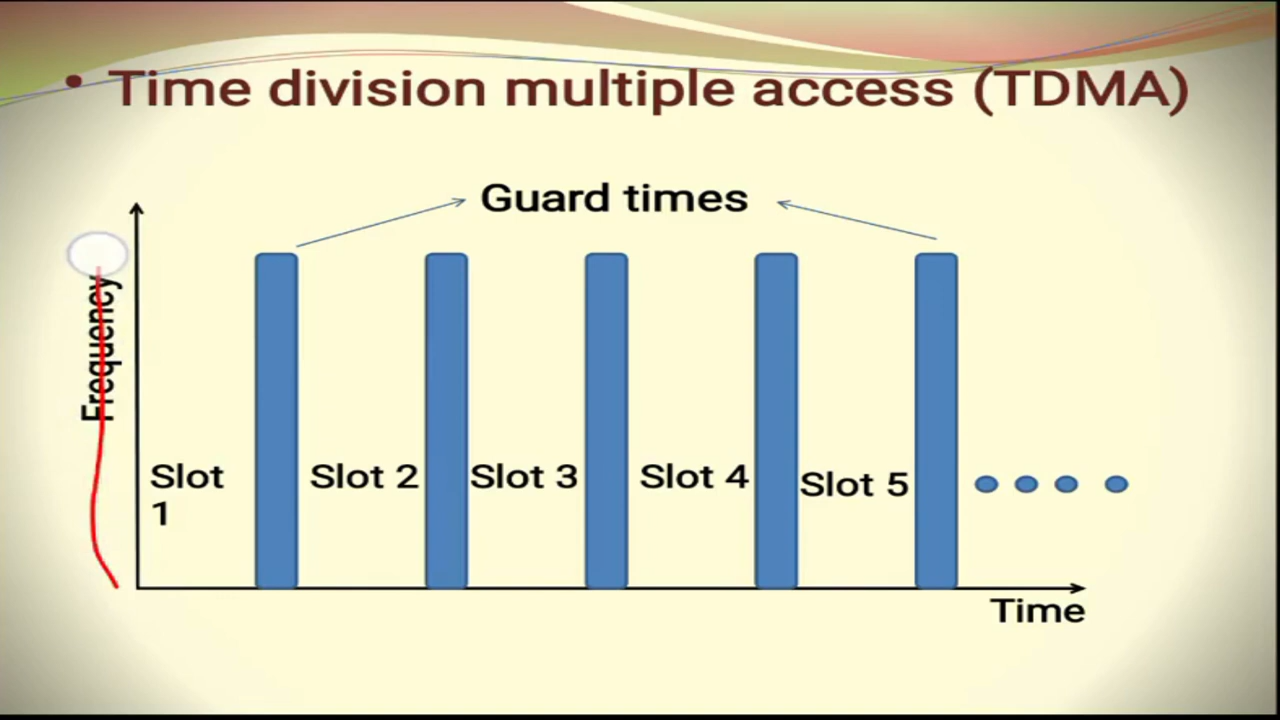 • Time division multiple access (TDMA)
Guard times
Frequency
Slot
1
Slot 2
Slot 3
Slot 4
Slot 5
Time